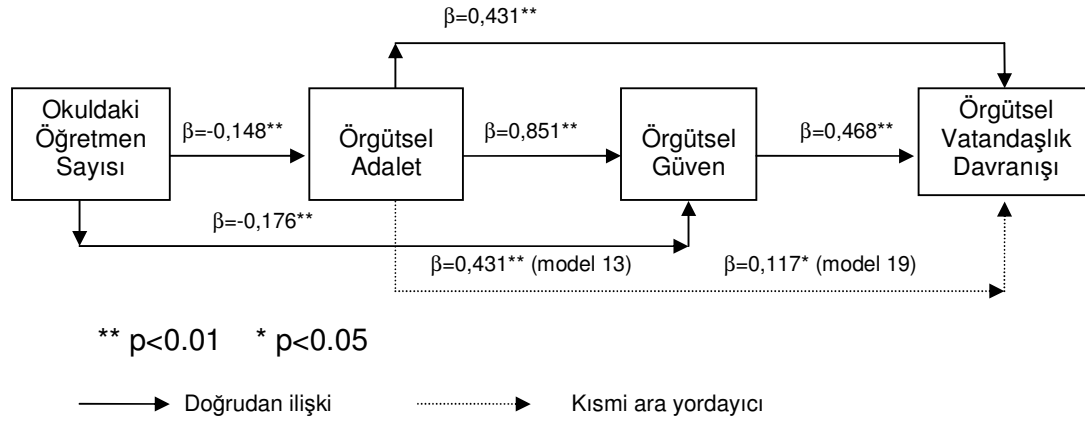 β=0,431**
Okuldaki
Öğretmen
Sayısı
β=-0,148**
Örgütsel
Adalet
β=0,851**
Örgütsel
Güven
β=0,468**
Örgütsel
Vatandaşlık
Davranışı
β=-0,176**
β=0,431** (model 13)
β=0,117* (model 19)
** p<0.01 * p<0.05
Doğrudan ilişki
Kısmi ara yordayıcı